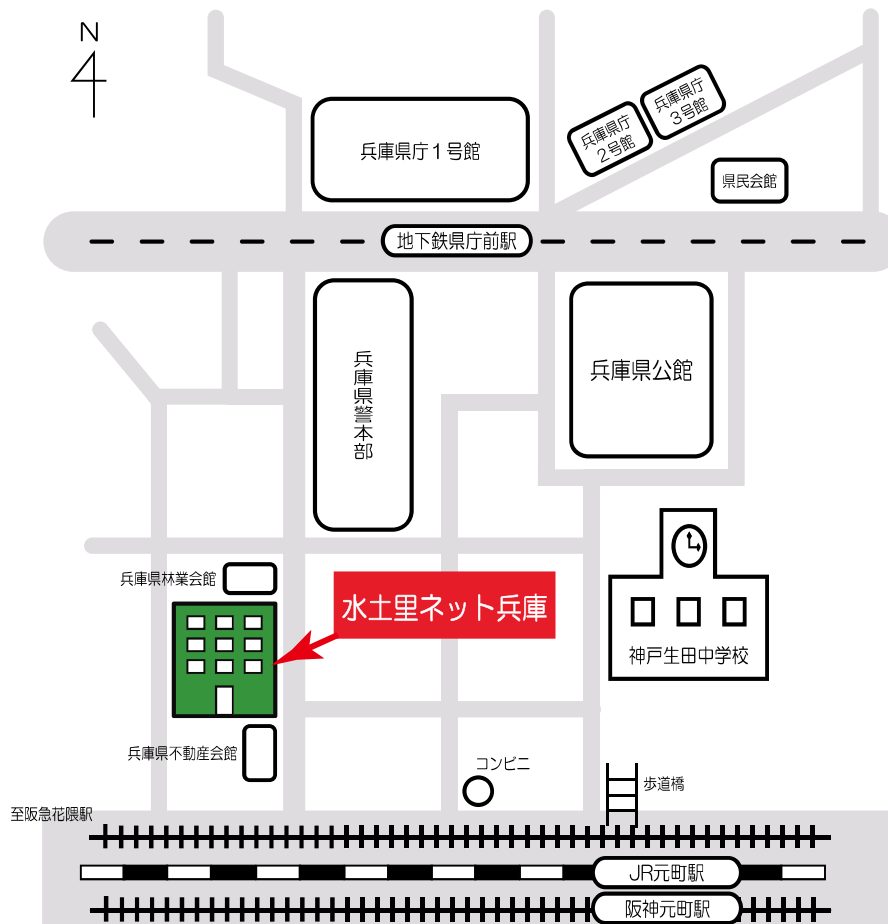 N
兵庫県庁
3号館
兵庫県庁
2号館
兵庫県庁1号館
県民会館
地下鉄県庁前駅
兵庫県警本部
兵庫県公館
兵庫県林業会館
水土里ネット兵庫
神戸生田中学校
兵庫県不動産会館
コンビニ
歩道橋
至阪急花隈駅
JR元町駅
阪神元町駅